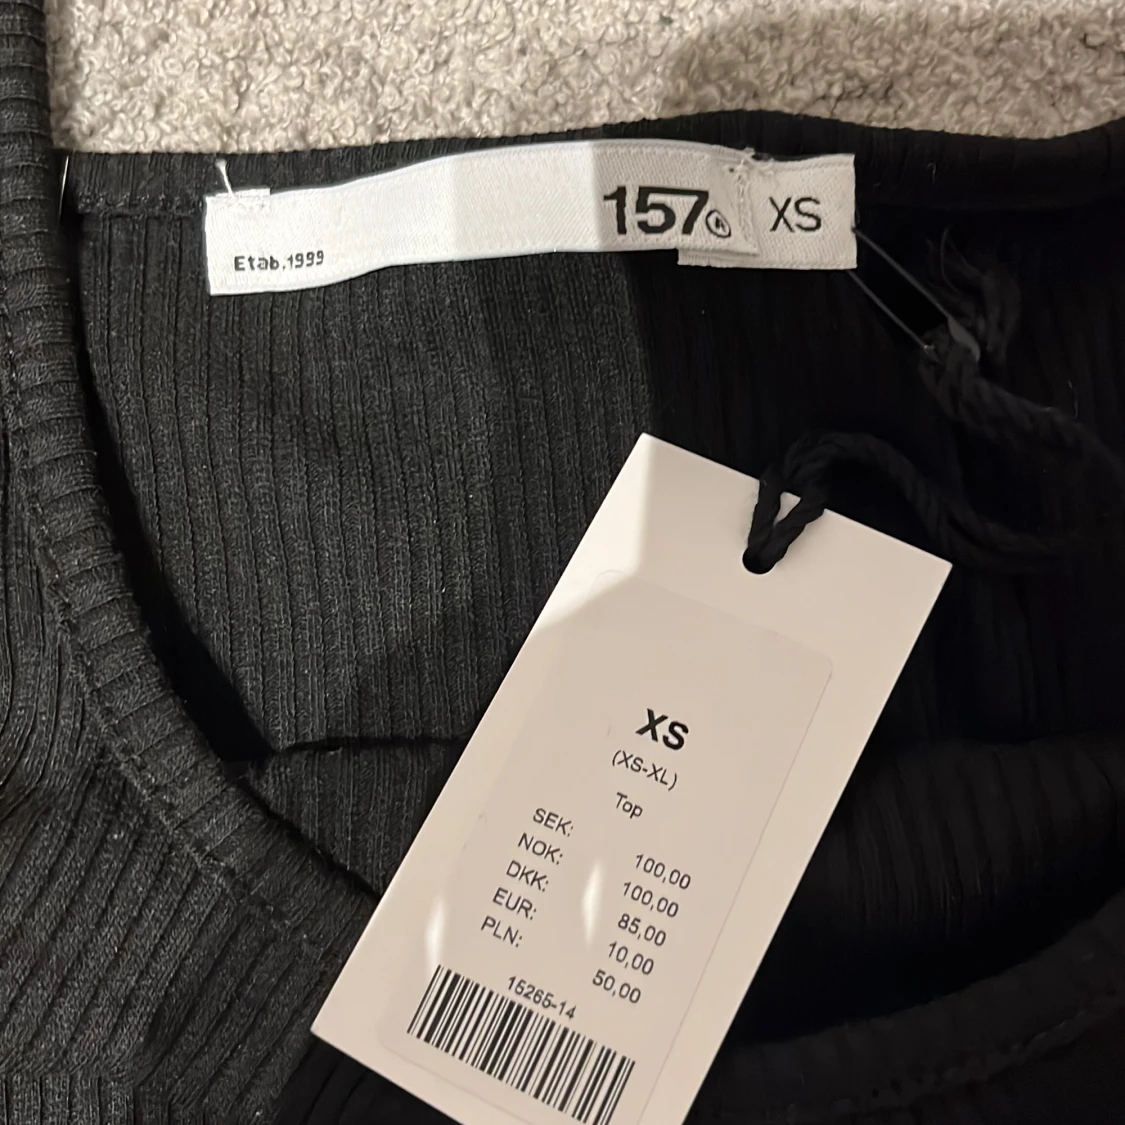 157® XS
Etab.1999
XS
(XS-XL)
Top
SEK: 100,00
NOK: 100,00
DKK: 85,00
EUR: 10,00
PLN: 50,00
15265-14